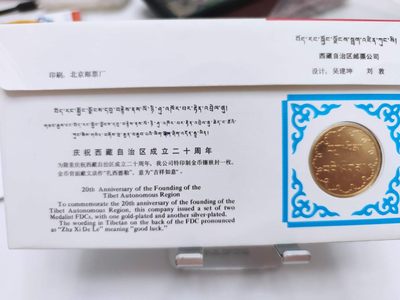 བོད་རང་སྐྱོང་ལྗོངས་སྦྲག་འཛིན་ཀུང་སི།
西藏自治区邮票公司
印刷：北京邮票厂
设计：吴建坤 刘敦
庆祝西藏自治区成立二十周年
为隆重庆祝西藏自治区成立二十周年，我公司特印制金币镶封一枚，
金币背面藏文读作“扎西德勒”，意为“吉祥如意”。
20th Anniversary of the Founding of the
Tibet Autonomous Region
To commemorate the 20th anniversary of the founding of the
Tibet Autonomous Region, this company issued a set of two
Medalist FDCs, with one gold-plated and another silver-plated.
The wording in Tibetan on the back of the FDC pronounced
as "Zha Xi De Le" meaning "good luck."